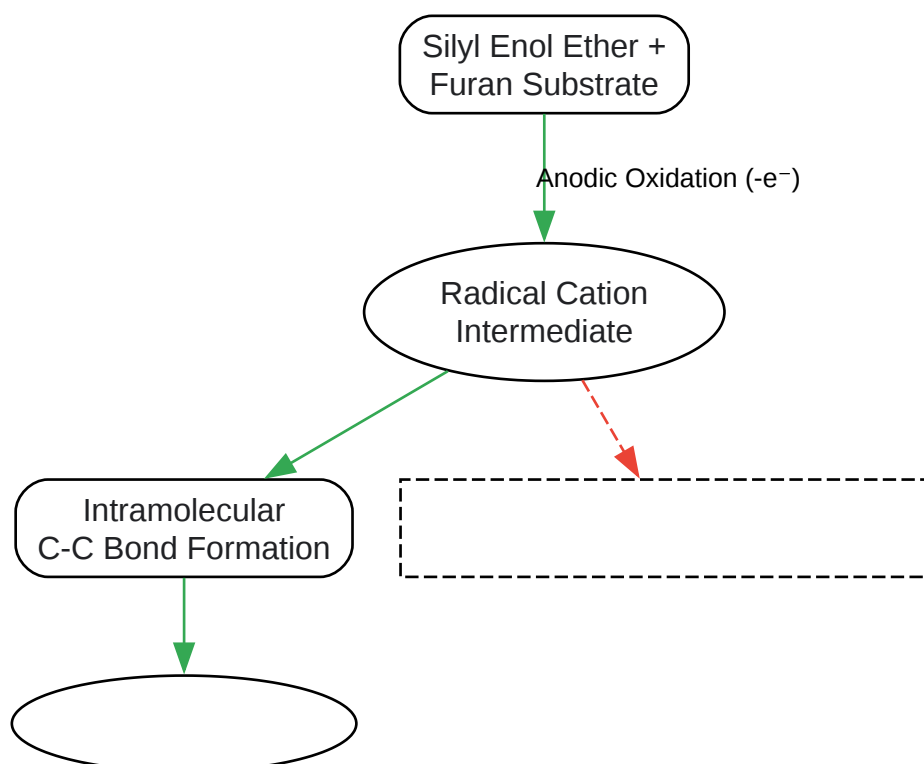 Silyl Enol Ether +
Furan Substrate
Anodic Oxidation (-e⁻)
Radical Cation
Intermediate
Intramolecular
C-C Bond Formation